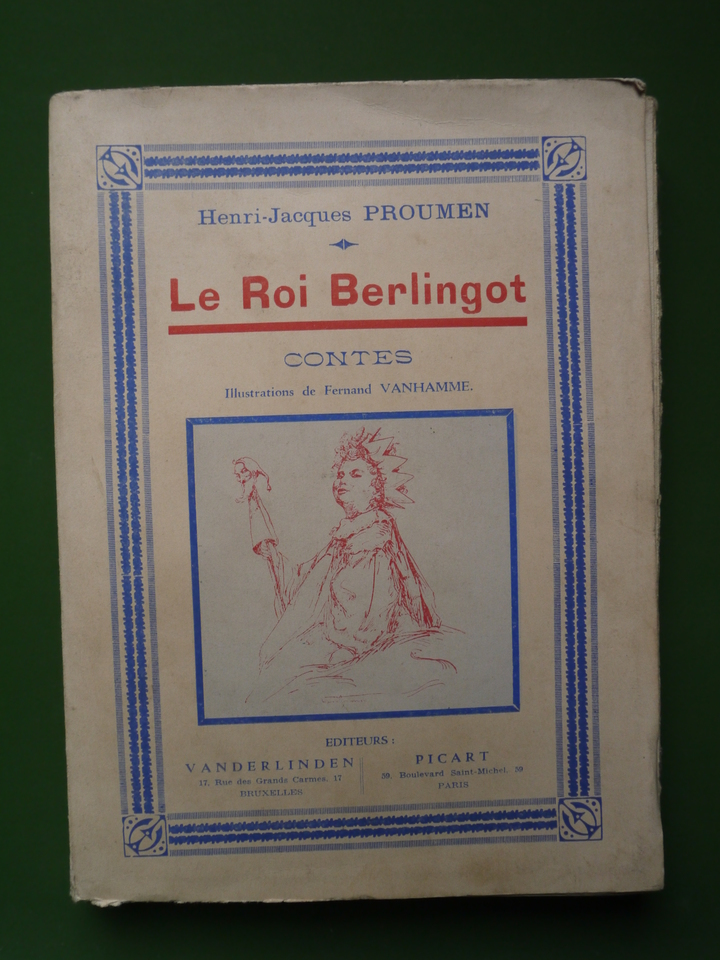 Henri-Jacques PROUMEN
Le Roi Berlingot
CONTES
Illustrations de Fernand VANHAMME.
EDITEURS :
VANDERLINDEN
17, Rue des Grands Carmes, 17
BRUXELLES.
PICART
59, Boulevard Saint-Michel, 59
PARIS